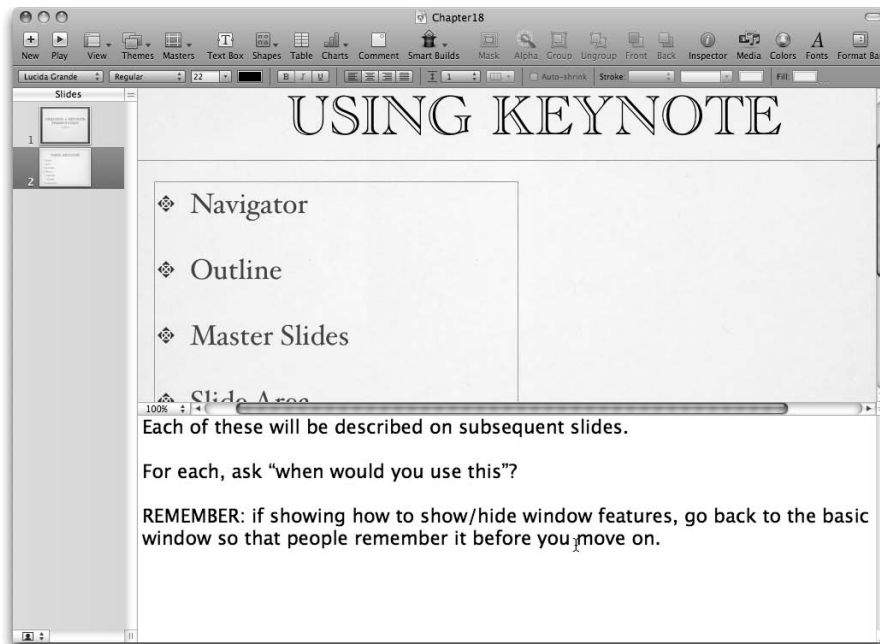 Chapter18
New Play View Themes Masters Text Box Shapes Table Charts Comment Smart Builds Mask Alpha Group Ungroup Front Back Inspector Media Colors Fonts Format Ba
Lucida Grande Regular 22 B I U 1 Auto-shrink Stroke: Fill:
Slides
1
2
USING KEYNOTE
Navigator
Outline
Master Slides
Slide Area
100%
Each of these will be described on subsequent slides.
For each, ask “when would you use this”?
REMEMBER: if showing how to show/hide window features, go back to the basic
window so that people remember it before you move on.